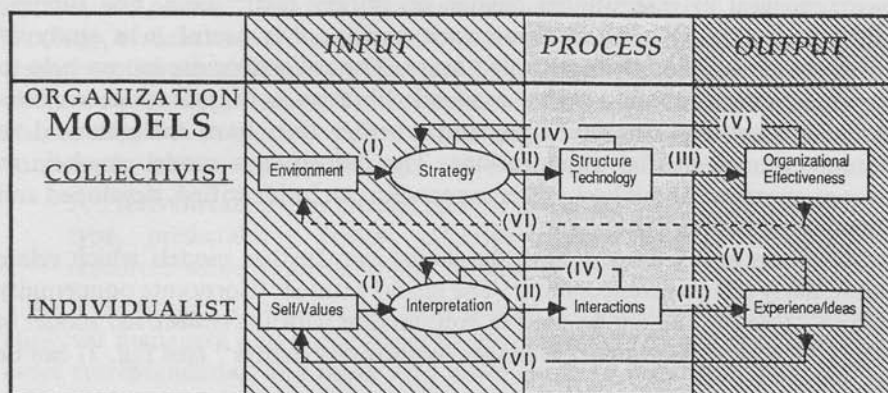 INPUT PROCESS OUTPUT
ORGANIZATION
MODELS
(V)
(IV)
(I) (II) (III)
COLLECTIVIST Environment Strategy Structure Organizational
Technology Effectiveness
(VI)
(V)
(IV)
(I) (II) (III)
INDIVIDUALIST Self/Values Interpretation Interactions Experience/Ideas
(VI)